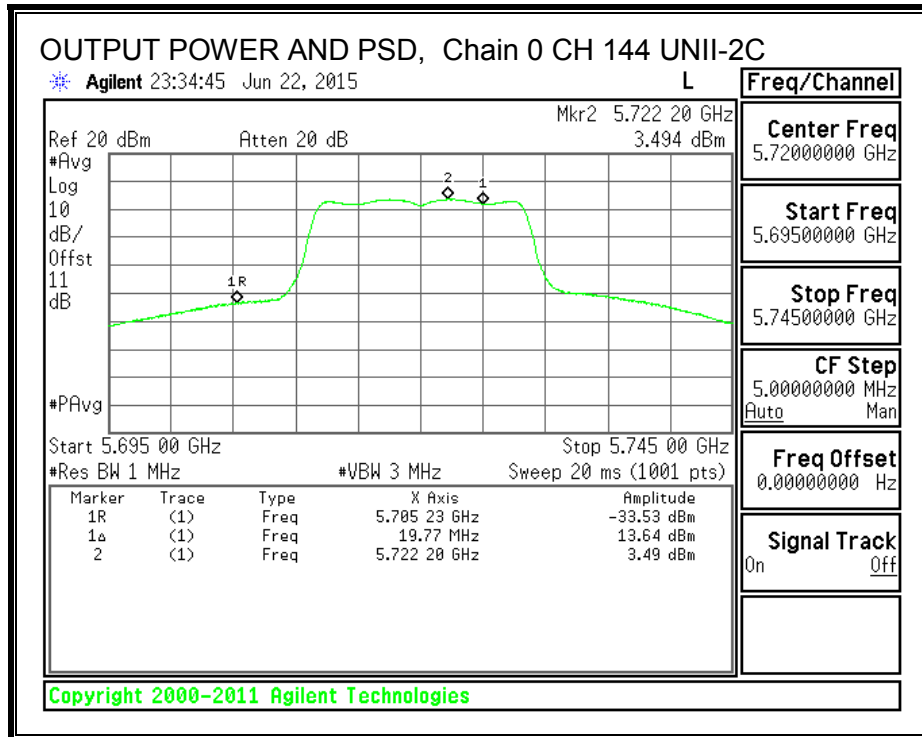 OUTPUT POWER AND PSD, Chain 0 CH 144 UNII-2C
Agilent 23:34:45 Jun 22, 2015 L
Mkr2 5.722 20 GHz
Ref 20 dBm Atten 20 dB 3.494 dBm
#Avg
Log
10
dB/
Offst
11
dB
#PAvg
2
1
1R
Start 5.695 00 GHz Stop 5.745 00 GHz
#Res BW 1 MHz #VBW 3 MHz Sweep 20 ms (1001 pts)
Marker Trace Type X Axis Amplitude
1R (1) Freq 5.705 23 GHz -33.53 dBm
1Δ (1) Freq 19.77 MHz 13.64 dBm
2 (1) Freq 5.722 20 GHz 3.49 dBm
Freq/Channel
Center Freq
5.72000000 GHz
Start Freq
5.69500000 GHz
Stop Freq
5.74500000 GHz
CF Step
5.00000000 MHz
Auto Man
Freq Offset
0.00000000 Hz
Signal Track
On Off
Copyright 2000-2011 Agilent Technologies